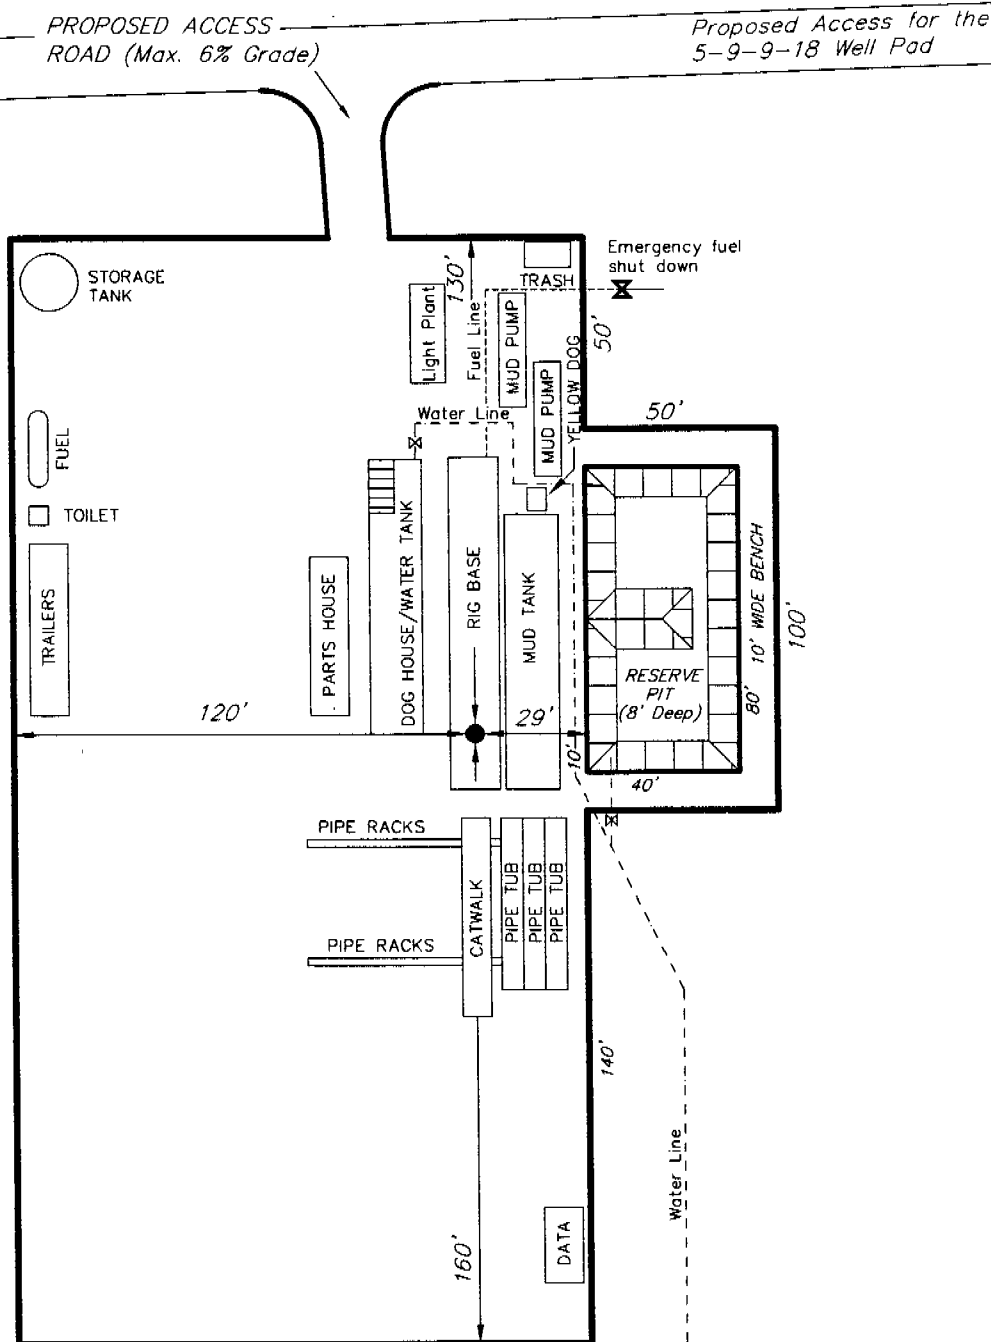 PROPOSED ACCESS
ROAD (Max. 6% Grade)
Proposed Access for the
5-9-9-18 Well Pad
STORAGE
TANK
Light Plant
130'
Fuel Line
TRASH
MUD PUMP
MUD PUMP
YELLOW DOG
Emergency fuel
shut down
50'
50'
Water Line
FUEL
TOILET
TRAILERS
PARTS HOUSE
DOG HOUSE/WATER TANK
RIG BASE
MUD TANK
RESERVE
PIT
(8' Deep)
80'
10' WIDE BENCH
100'
120'
29'
10'
40'
PIPE RACKS
CATWALK
PIPE TUB
PIPE TUB
PIPE TUB
PIPE RACKS
140'
Water Line
DATA
160'